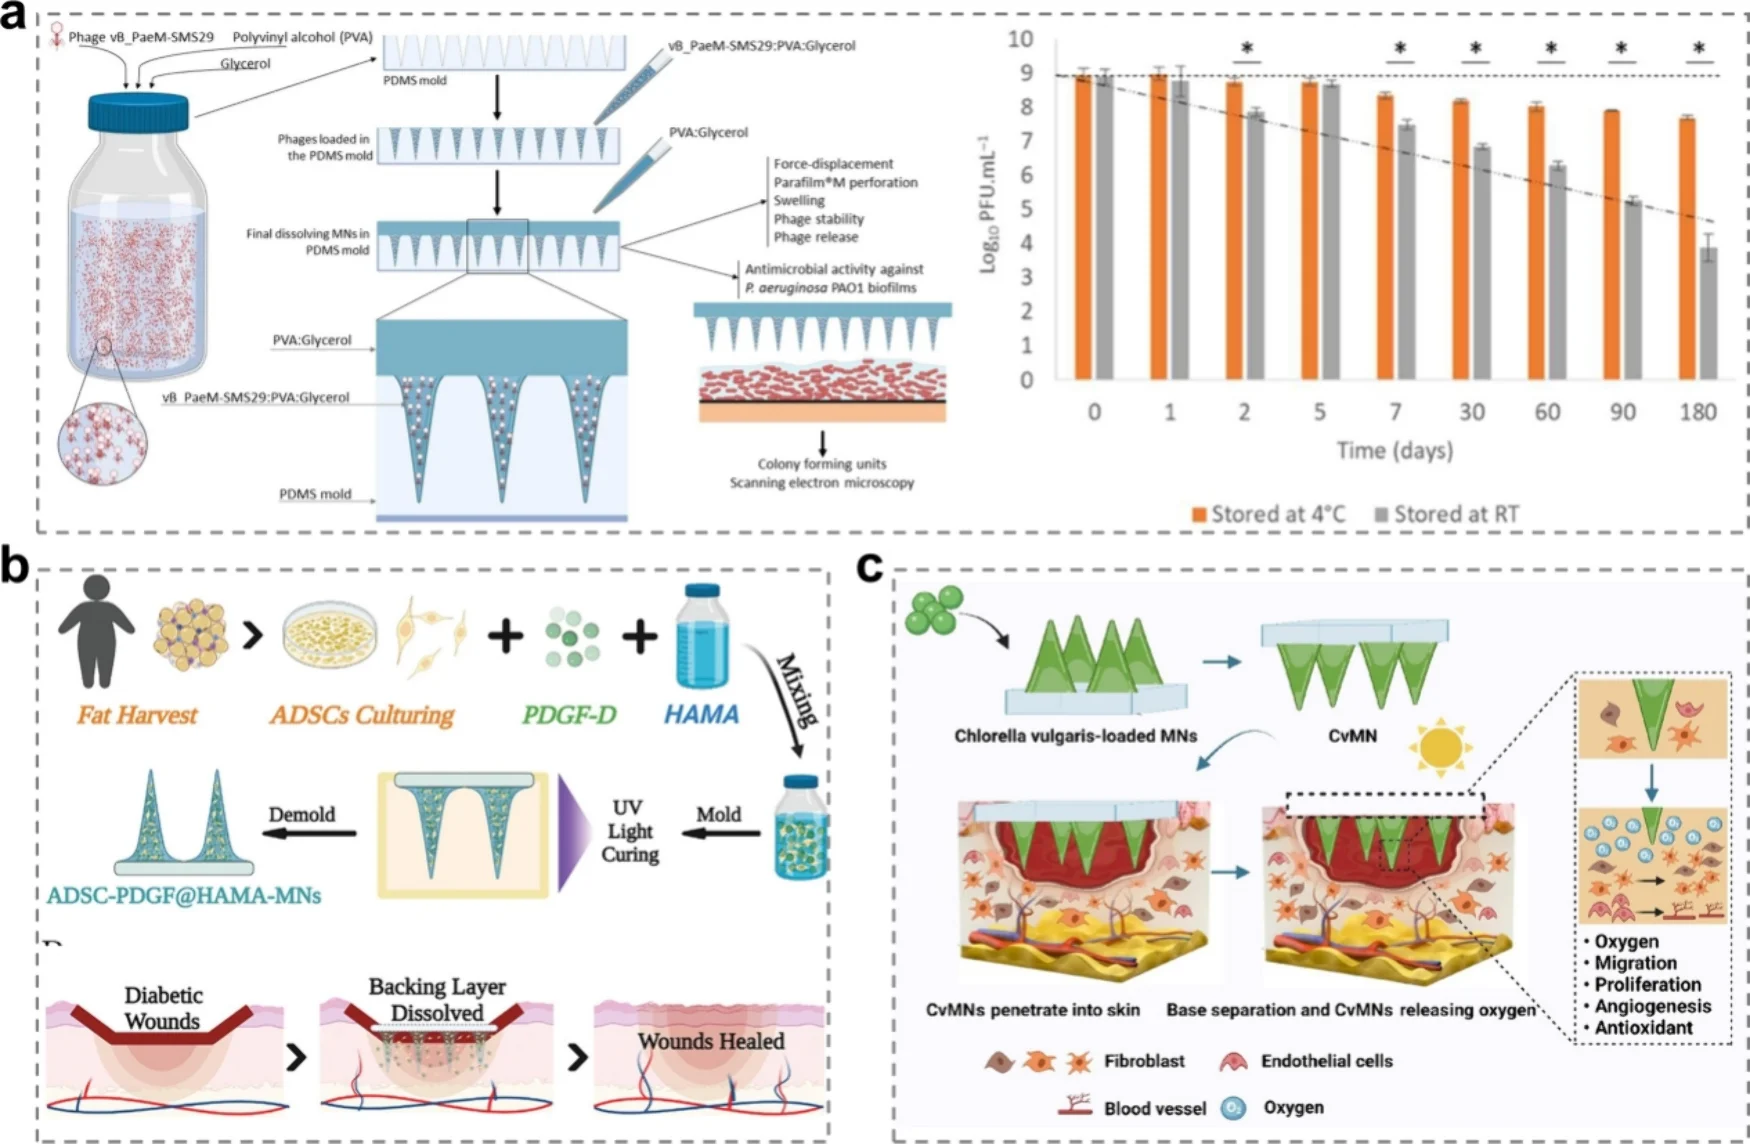 a
Phage vB_PaeM-SMS29
Polyvinyl alcohol (PVA)
Glycerol
PDMS mold
vB_PaeM-SMS29:PVA:Glycerol
Phages loaded in
the PDMS mold
PVA:Glycerol
Final dissolving MNs in
PDMS mold
Force-displacement
Parafilm®M perforation
Swelling
Phage stability
Phage release
Antimicrobial activity against
P. aeruginosa PAO1 biofilms
PVA:Glycerol
vB_PaeM-SMS29:PVA:Glycerol
PDMS mold
Colony forming units
Scanning electron microscopy
Log₁₀ PFU.mL⁻¹
10
9
8
7
6
5
4
3
2
1
0
* * * * * *
0 1 2 5 7 30 60 90 180
Time (days)
Stored at 4°C Stored at RT
b
Fat Harvest
ADSCs Culturing
PDGF-D
HAMA
Mixing
Mold
UV
Light
Curing
Demold
ADSC-PDGF@HAMA-MNs
Diabetic
Wounds
Backing Layer
Dissolved
Wounds Healed
c
Chlorella vulgaris-loaded MNs
CvMN
CvMNs penetrate into skin
Base separation and CvMNs releasing oxygen
O₂
• Oxygen
• Migration
• Proliferation
• Angiogenesis
• Antioxidant
Fibroblast
Endothelial cells
Blood vessel
O₂ Oxygen